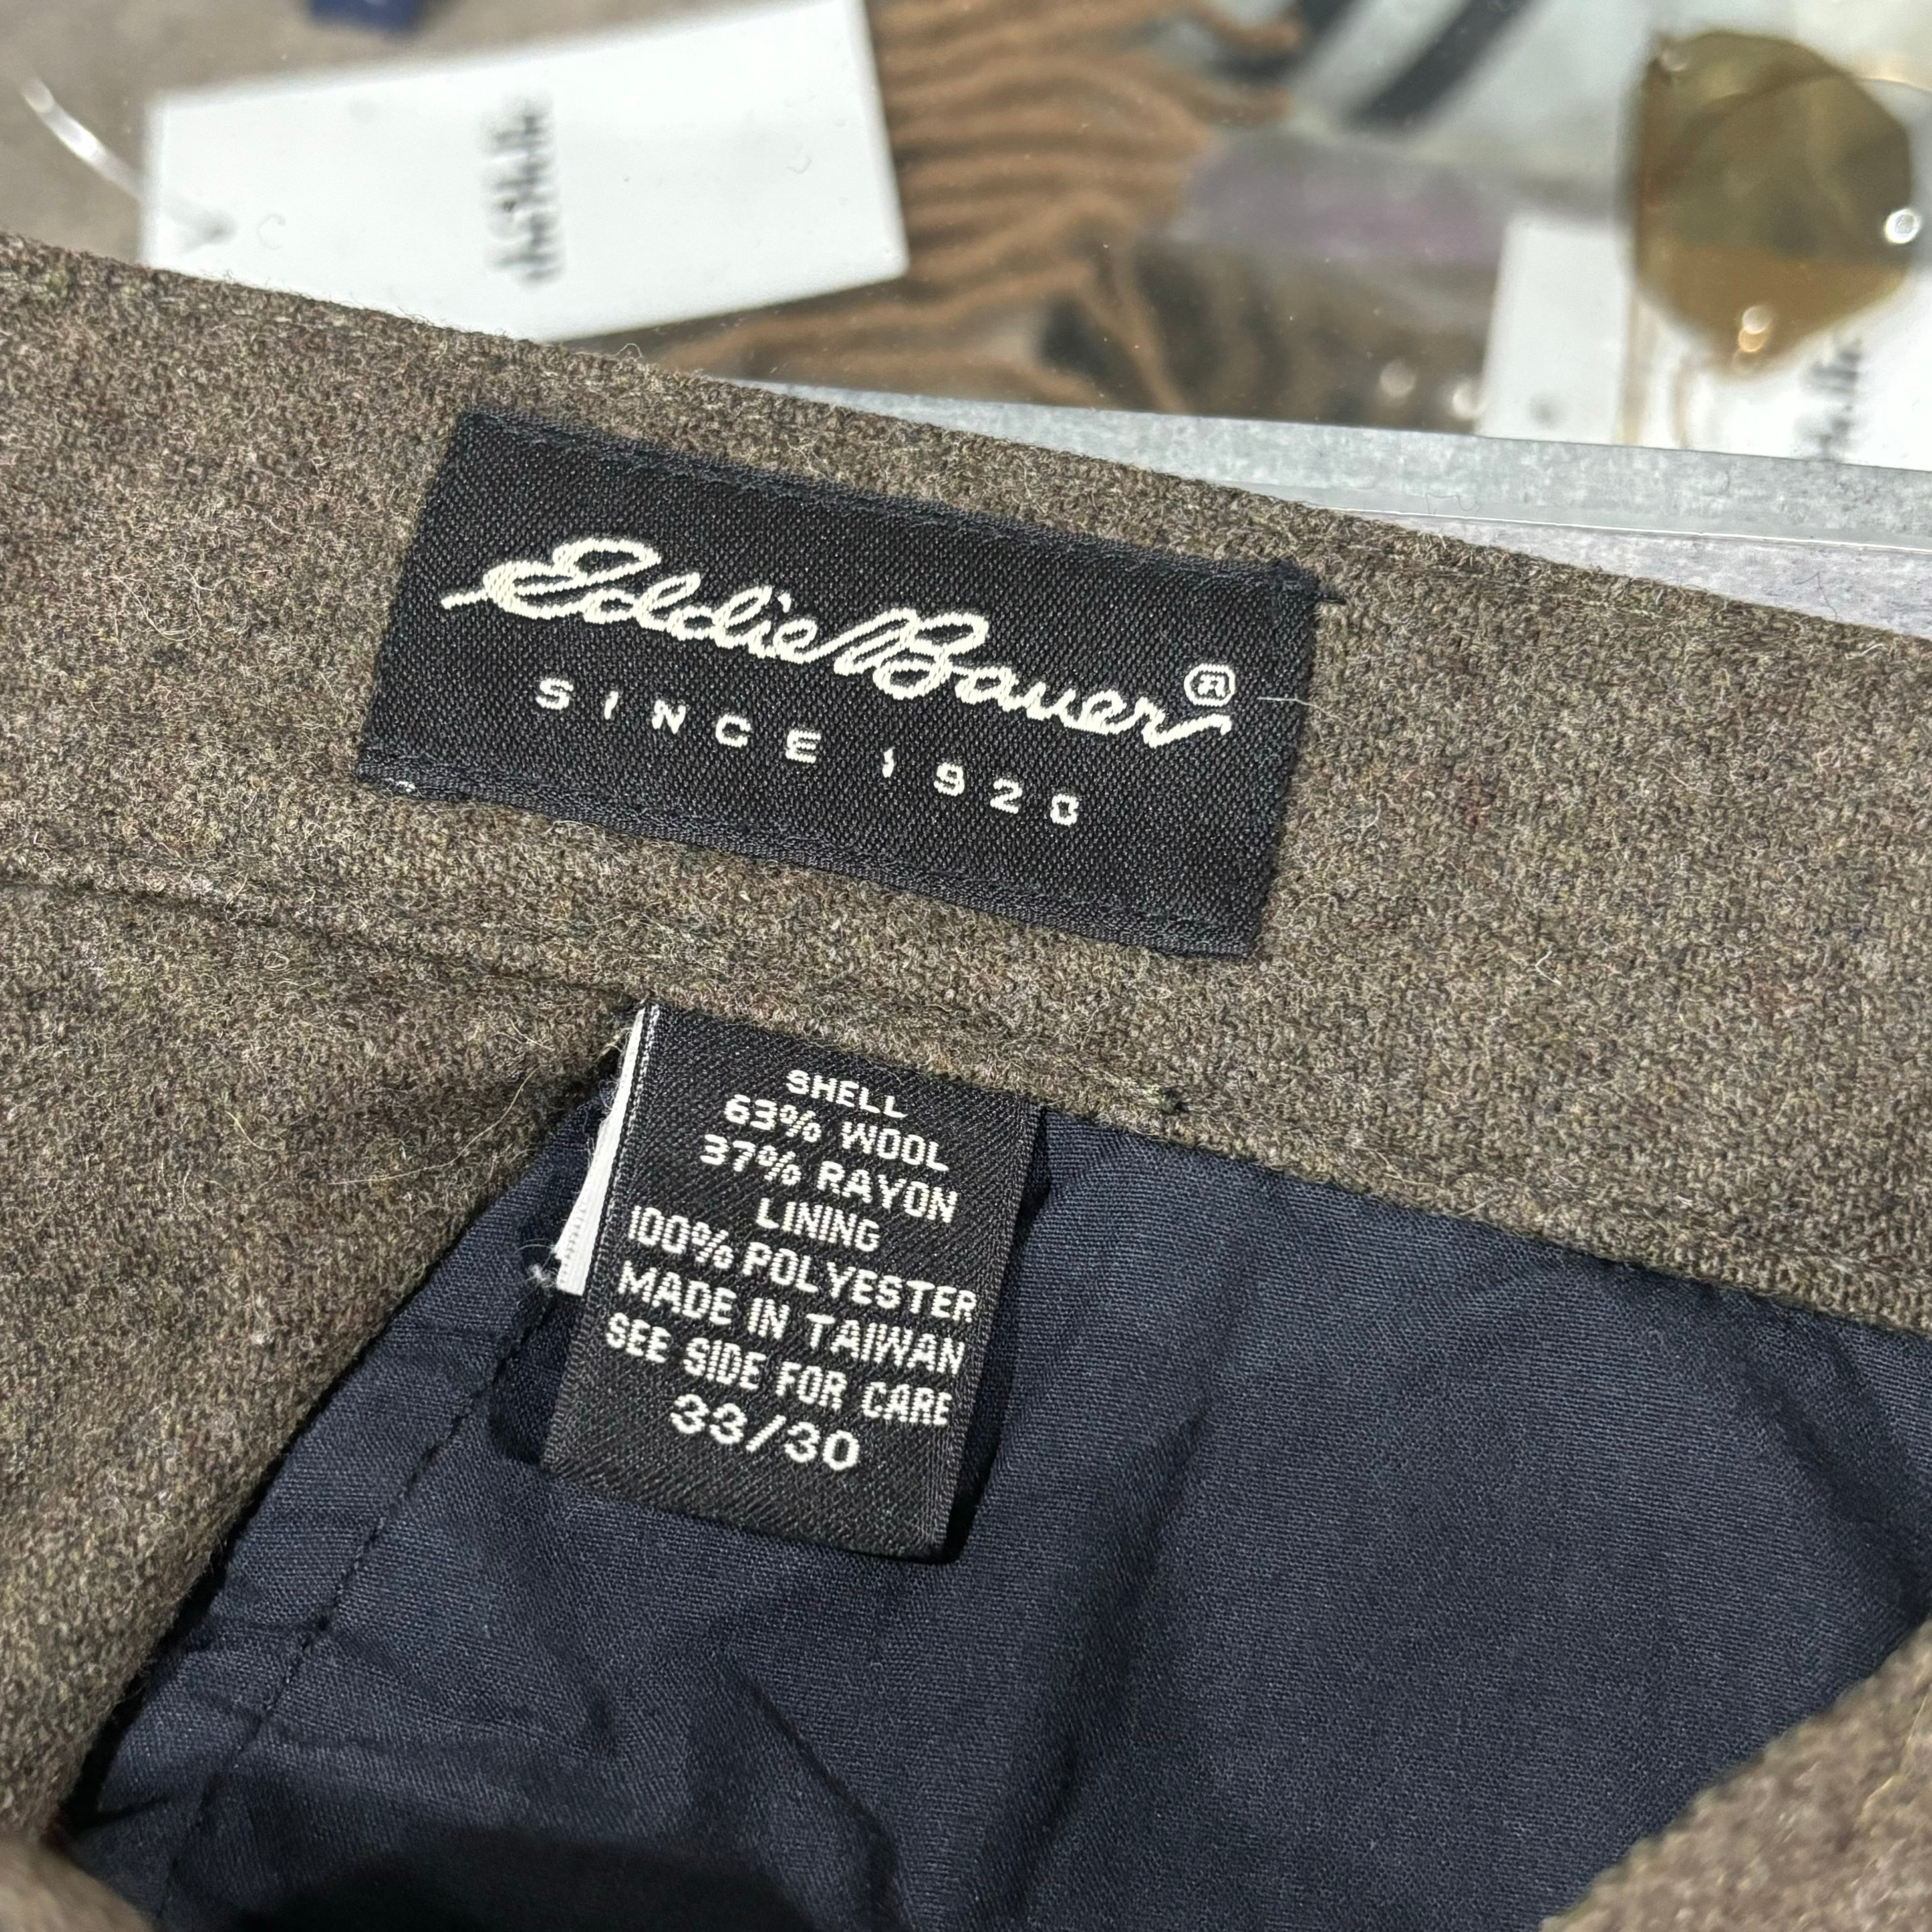 Eddie Bauer®
SINCE 1920
SHELL
63% WOOL
37% RAYON
LINING
100% POLYESTER
MADE IN TAIWAN
SEE SIDE FOR CARE
33/30